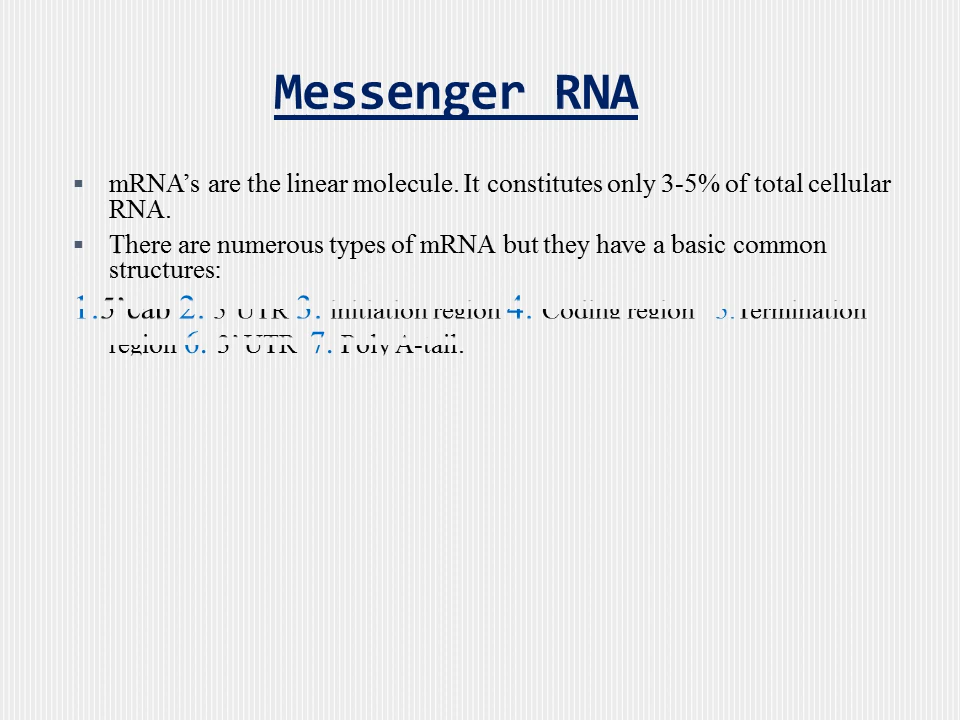 Messenger RNA
▪ mRNA’s are the linear molecule. It constitutes only 3-5% of total cellular
RNA.
▪ There are numerous types of mRNA but they have a basic common
structures:
1.5’cap 2. 5’UTR 3. Initiation region 4. Coding region 5.Termination
region 6. 3’UTR 7. Poly A-tail.